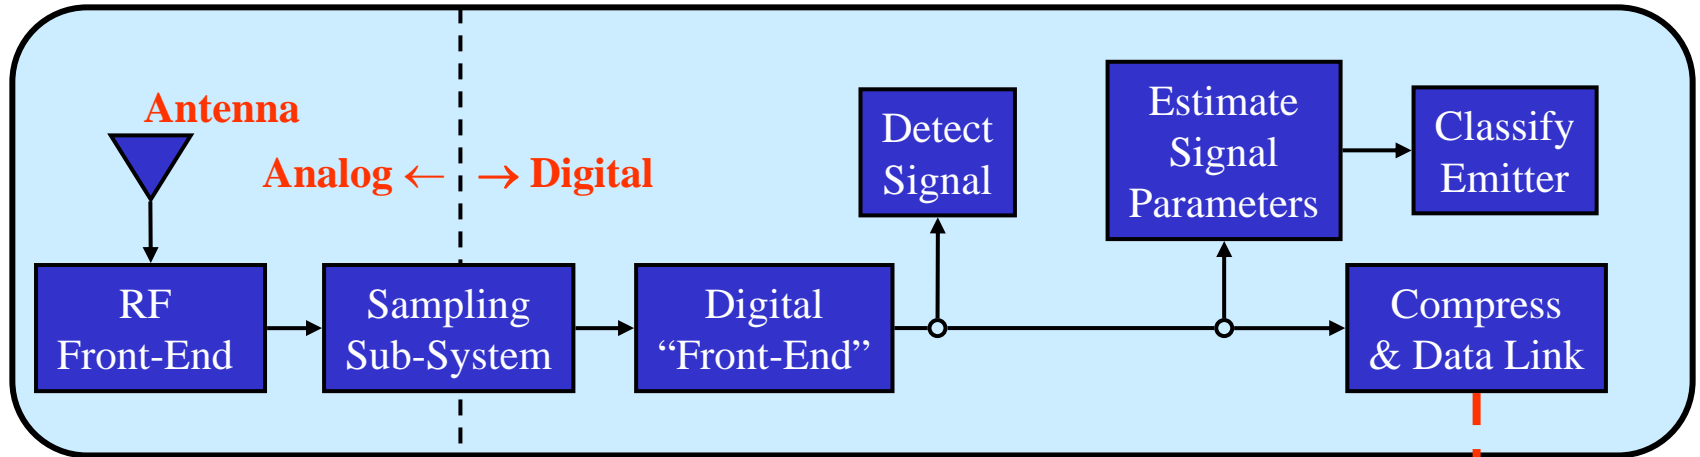 Antenna
Analog ← → Digital
RF
Front-End
Sampling
Sub-System
Digital
“Front-End”
Detect
Signal
Estimate
Signal
Parameters
Classify
Emitter
Compress
& Data Link